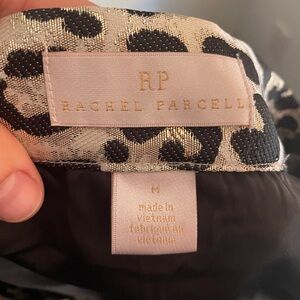 RP
RACHEL PARCELL
M
made in
vietnam
fabriqué au
vietnam